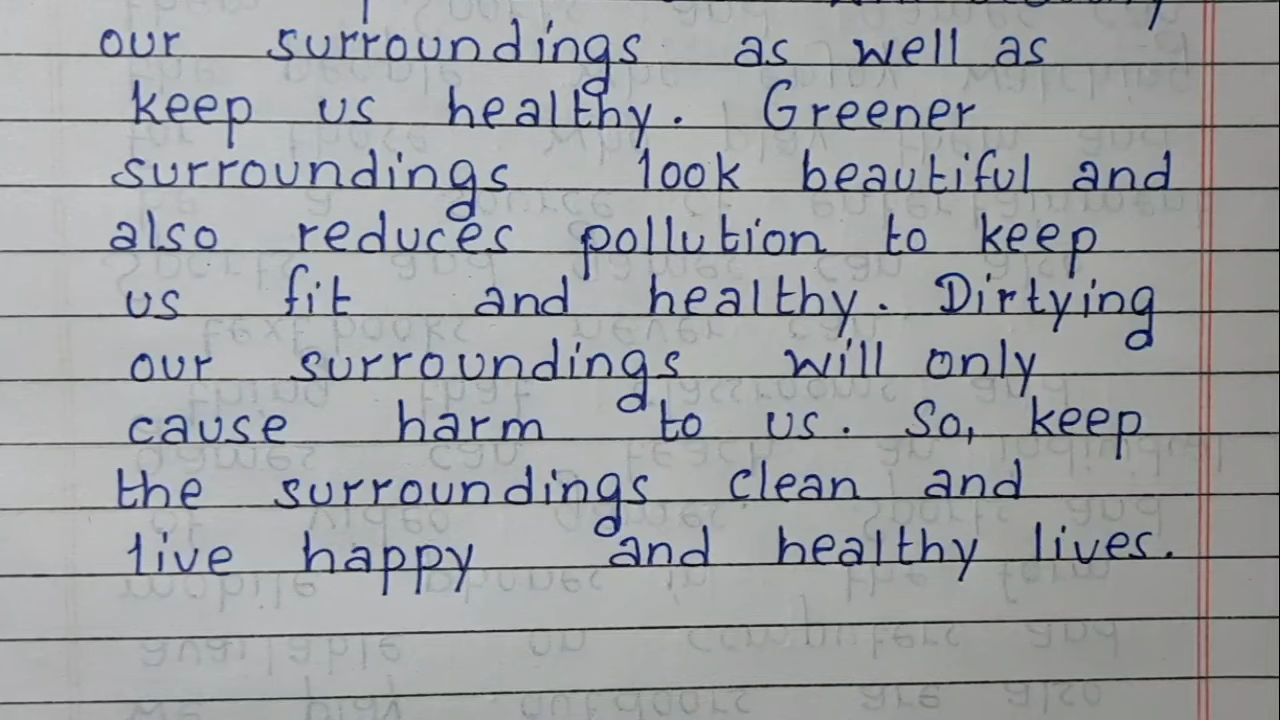 our surroundings as well as
keep us healthy. Greener
surroundings look beautiful and
also reduces pollution to keep
us fit and healthy. Dirtying
our surroundings will only
cause harm to us. So, keep
the surroundings clean and
live happy and healthy lives.